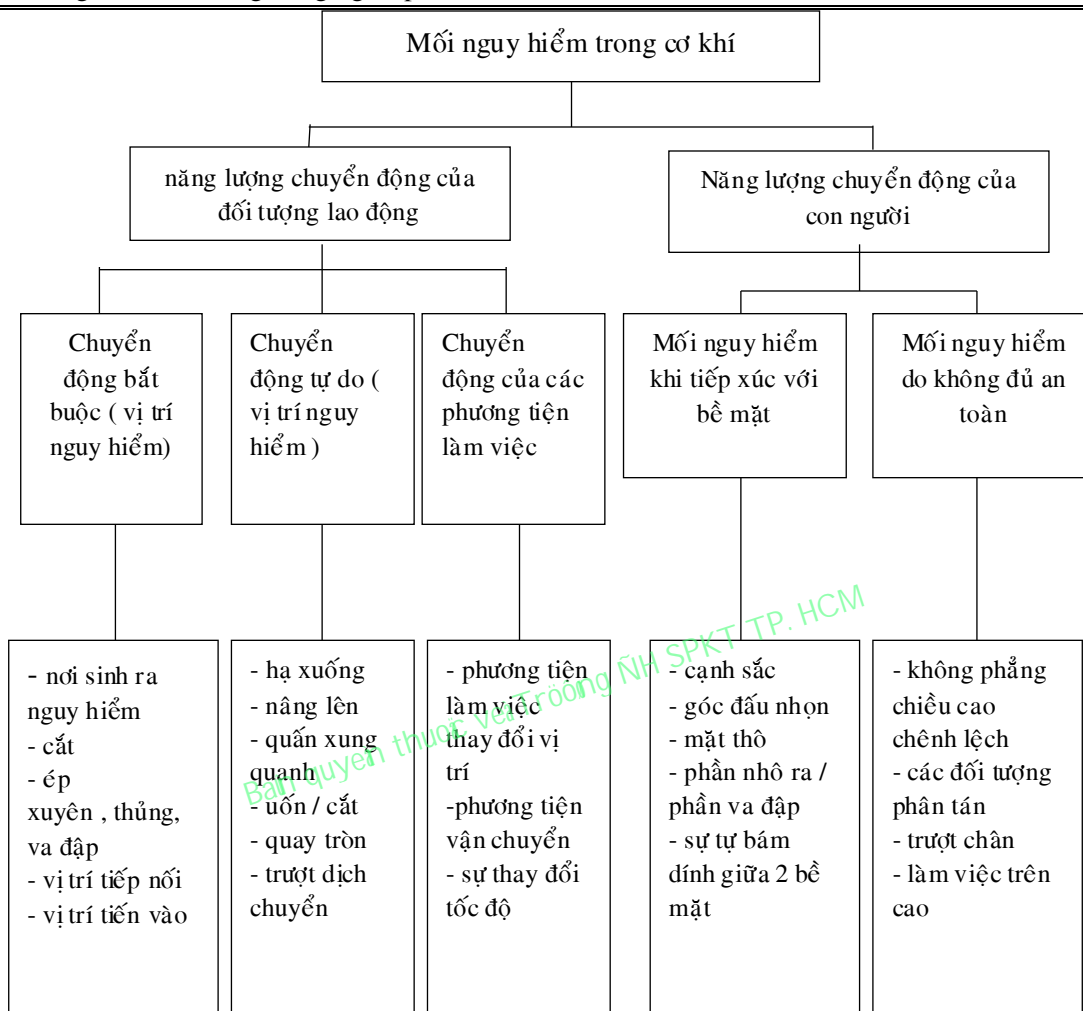 Mối nguy hiểm trong cơ khí
năng lượng chuyển động của
đối tượng lao động
Năng lượng chuyển động của
con người
Chuyển
động bắt
buộc ( vị trí
nguy hiểm)
Chuyển
động tự do (
vị trí nguy
hiểm )
Chuyển
động của các
phương tiện
làm việc
Mối nguy hiểm
khi tiếp xúc với
bề mặt
Mối nguy hiểm
do không đủ an
toàn
- nơi sinh ra
nguy hiểm
- cắt
- ép
xuyên , thủng,
va đập
- vị trí tiếp nối
- vị trí tiến vào
- hạ xuống
- nâng lên
- quấn xung
quanh
- uốn / cắt
- quay tròn
- trượt dịch
chuyển
- phương tiện
làm việc
thay đổi vị
trí
-phương tiện
vận chuyển
- sự thay đổi
tốc độ
- cạnh sắc
- góc đấu nhọn
- mặt thô
- phần nhô ra /
phần va đập
- sự tự bám
dính giữa 2 bề
mặt
- không phẳng
chiều cao
chênh lệch
- các đối tượng
phân tán
- trượt chân
- làm việc trên
cao
ÑH SPKT TP. HCM